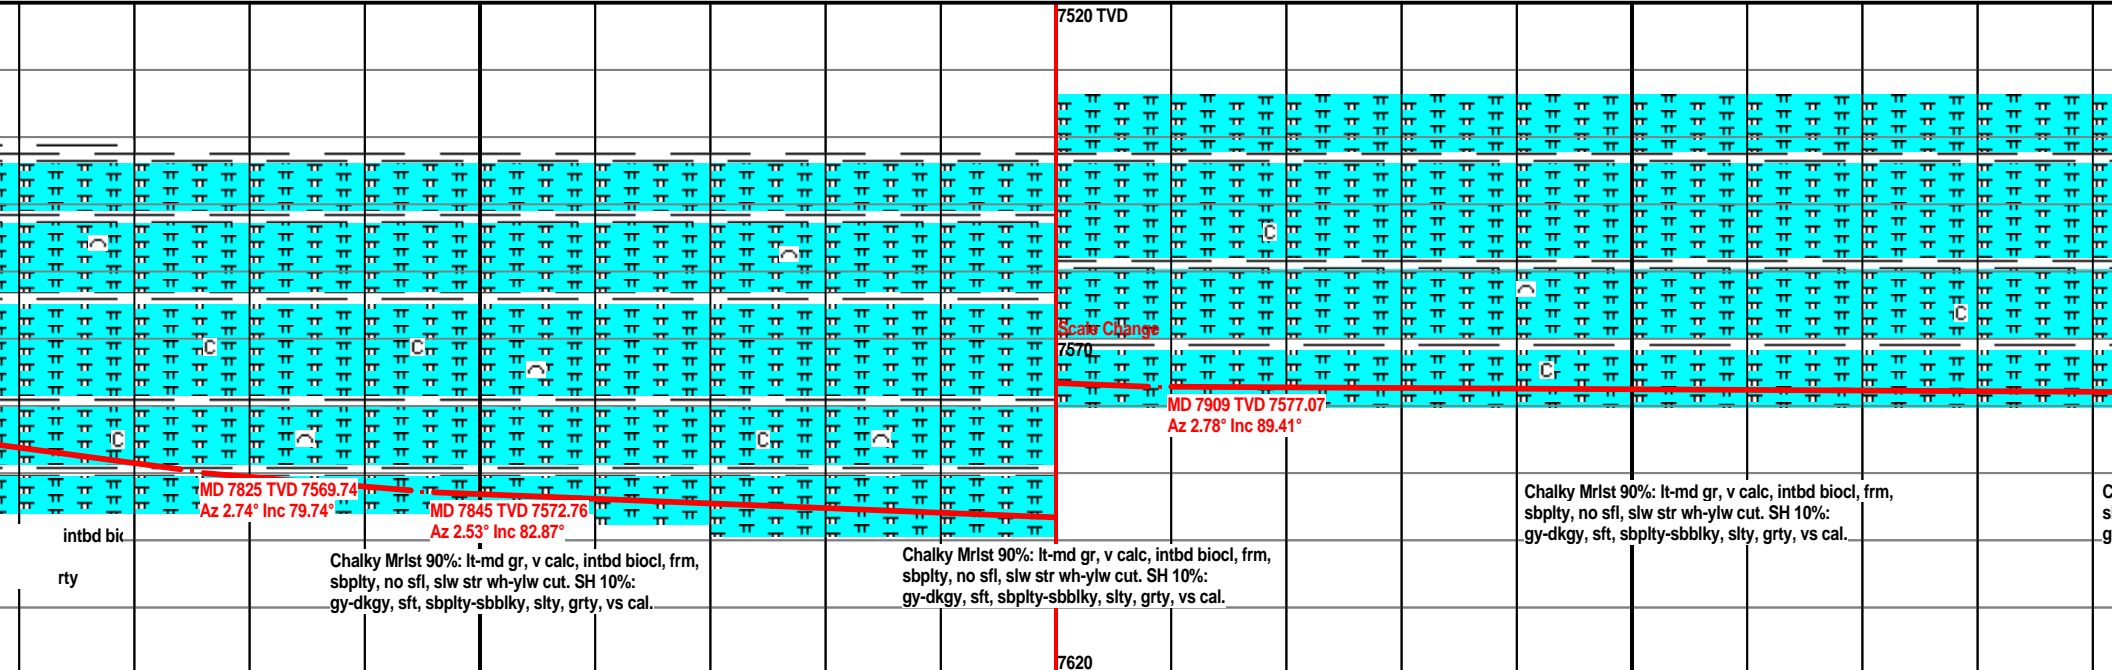 7520 TVD
Scale Change
7570
MD 7909 TVD 7577.07
Az 2.78° Inc 89.41°
MD 7825 TVD 7569.74
Az 2.74° Inc 79.74°
MD 7845 TVD 7572.76
Az 2.53° Inc 82.87°
intbd
rty
Chalky Mrlst 90%: lt-md gr, v calc, intbd biocl, frm,
sbplty, no sfl, slw str wh-ylw cut. SH 10%:
gy-dkgy, sft, sbplty-sbblky, slty, grty, vs cal.
Chalky Mrlst 90%: lt-md gr, v calc, intbd biocl, frm,
sbplty, no sfl, slw str wh-ylw cut. SH 10%:
gy-dkgy, sft, sbplty-sbblky, slty, grty, vs cal.
Chalky Mrlst 90%: lt-md gr, v calc, intbd biocl, frm,
sbplty, no sfl, slw str wh-ylw cut. SH 10%:
gy-dkgy, sft, sbplty-sbblky, slty, grty, vs cal.
7620
C
C
C
C
C
C
C